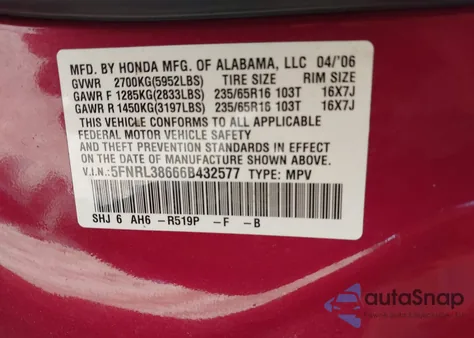 MFD. BY HONDA MFG. OF ALABAMA, LLC 04/'06
GVWR 2700KG(5952LBS) TIRE SIZE RIM SIZE
GAWR F 1285KG(2833LBS) 235/65R16 103T 16X7J
GAWR R 1450KG(3197LBS) 235/65R16 103T 16X7J
THIS VEHICLE CONFORMS TO ALL APPLICABLE
FEDERAL MOTOR VEHICLE SAFETY
AND THEFT PREVENTION STANDARDS IN EFFECT
ON THE DATE OF MANUFACTURE SHOWN ABOVE.
V.I.N.: 5FNRL38666B432577 TYPE: MPV
SHJ 6 AH6 -R519P -F -B
autoSnap